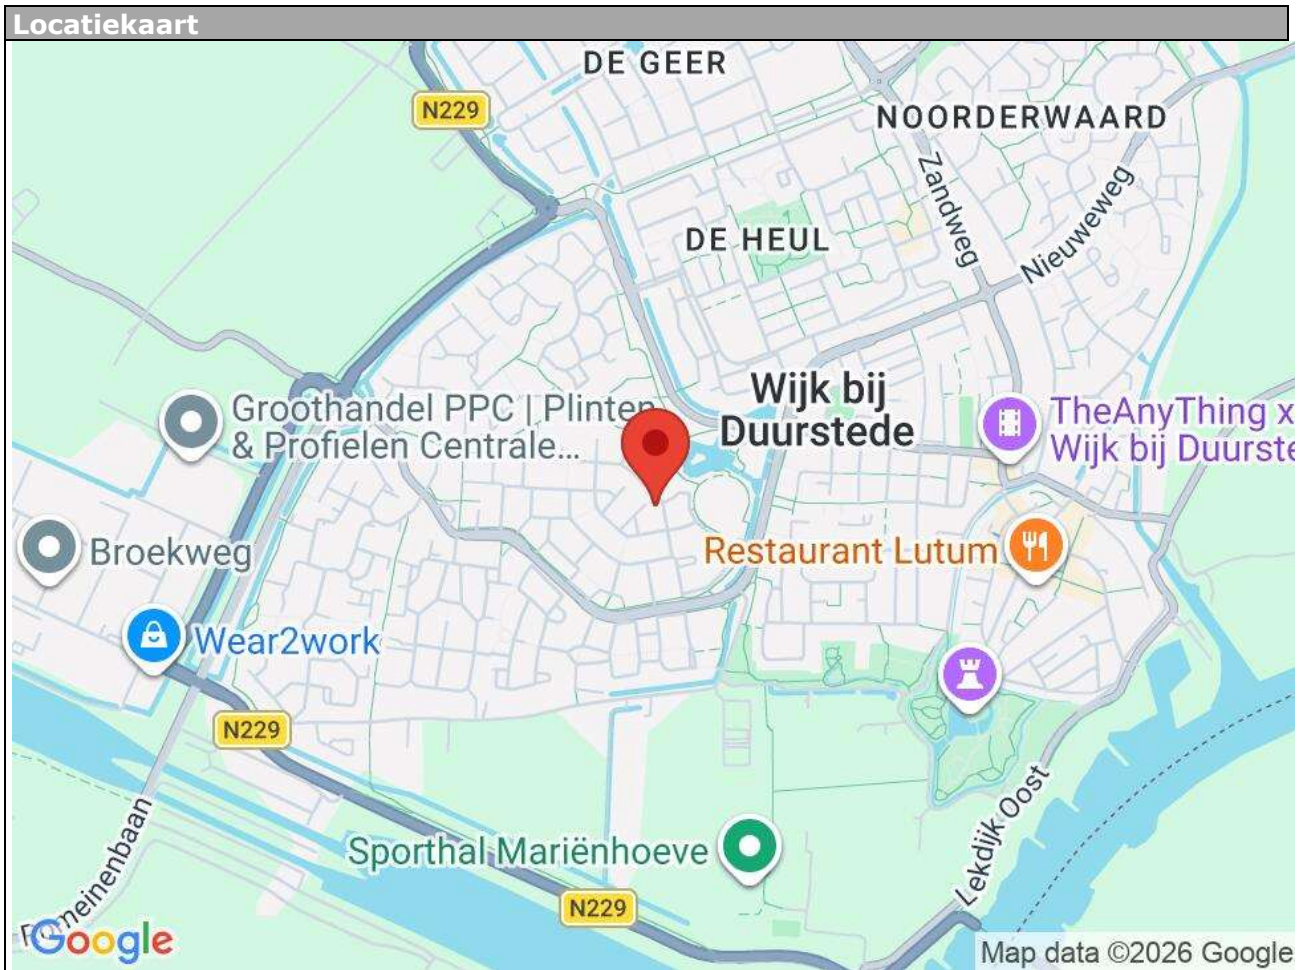 Locatiekaart
DE GEER
N229
NOORDERWAARD
Zandweg
Nieuweweg
DE HEUL
Wijk bij
Duurstede
Groothandel PPC | Plinten
& Profielen Centrale...
TheAnyThing x
Wijk bij Duurste
Broekweg
Restaurant Lutum
Wear2work
N229
Lekdijk Oost
Romeinenbaan
Sporthal Mariënhoeve
N229
Google
Map data ©2026 Google